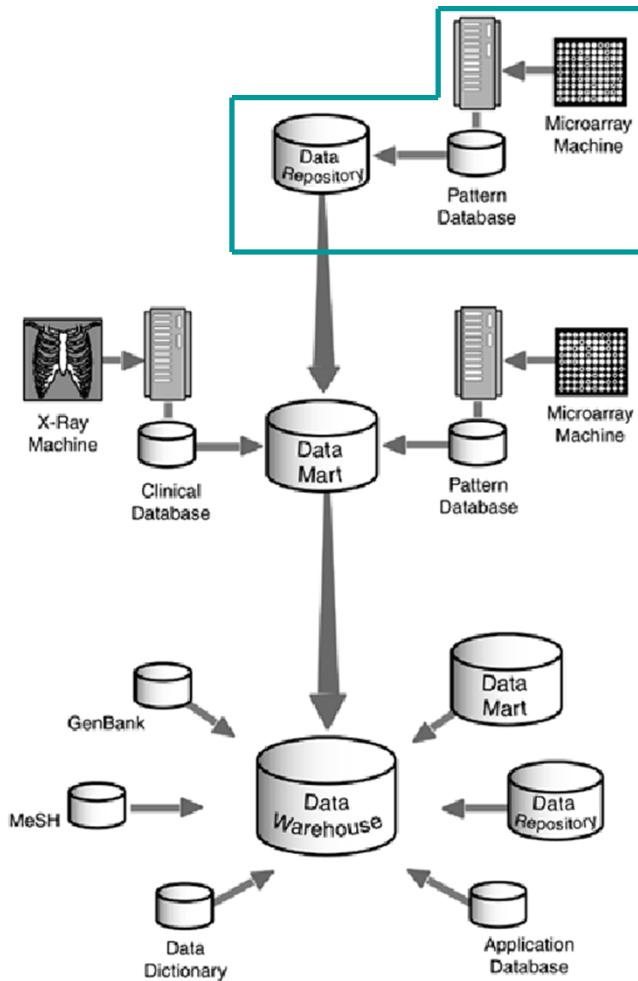 Microarray
Machine
Data
Repository
Pattern
Database
X-Ray
Machine
Clinical
Database
Data
Mart
Pattern
Database
Microarray
Machine
GenBank
Data
Mart
MeSH
Data
Warehouse
Data
Repository
Data
Dictionary
Application
Database